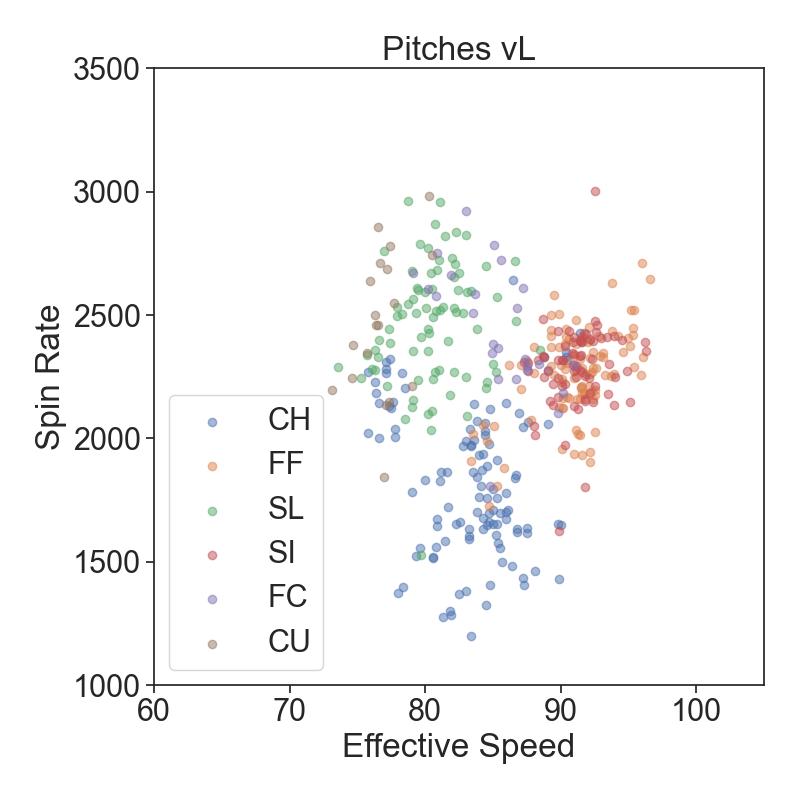 Pitches vL
3500
3000
2500
2000
1500
1000
Spin Rate
CH
FF
SL
SI
FC
CU
60
70
80
90
100
Effective Speed